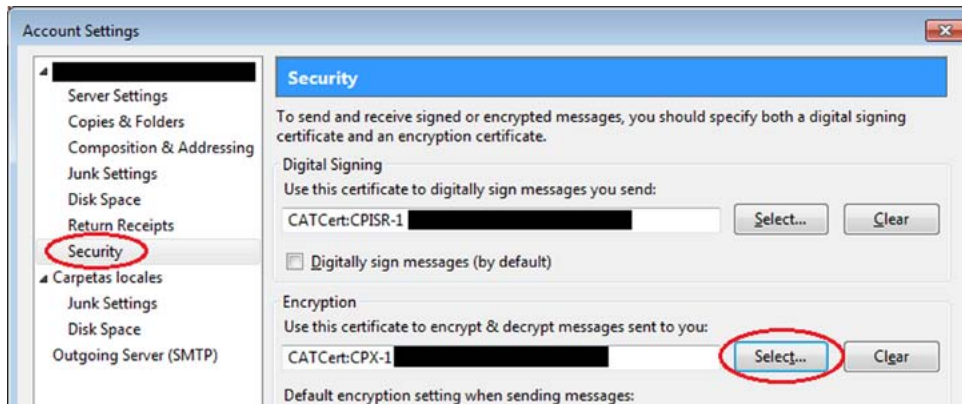 Account Settings
Server Settings
Copies & Folders
Composition & Addressing
Junk Settings
Disk Space
Return Receipts
Security
Carpetas locales
Junk Settings
Disk Space
Outgoing Server (SMTP)
Security
To send and receive signed or encrypted messages, you should specify both a digital signing
certificate and an encryption certificate.
Digital Signing
Use this certificate to digitally sign messages you send:
CATCert:CPISR-1
Select... Clear
Digitally sign messages (by default)
Encryption
Use this certificate to encrypt & decrypt messages sent to you:
CATCert:CPX-1
Select... Clear
Default encryption setting when sending messages: